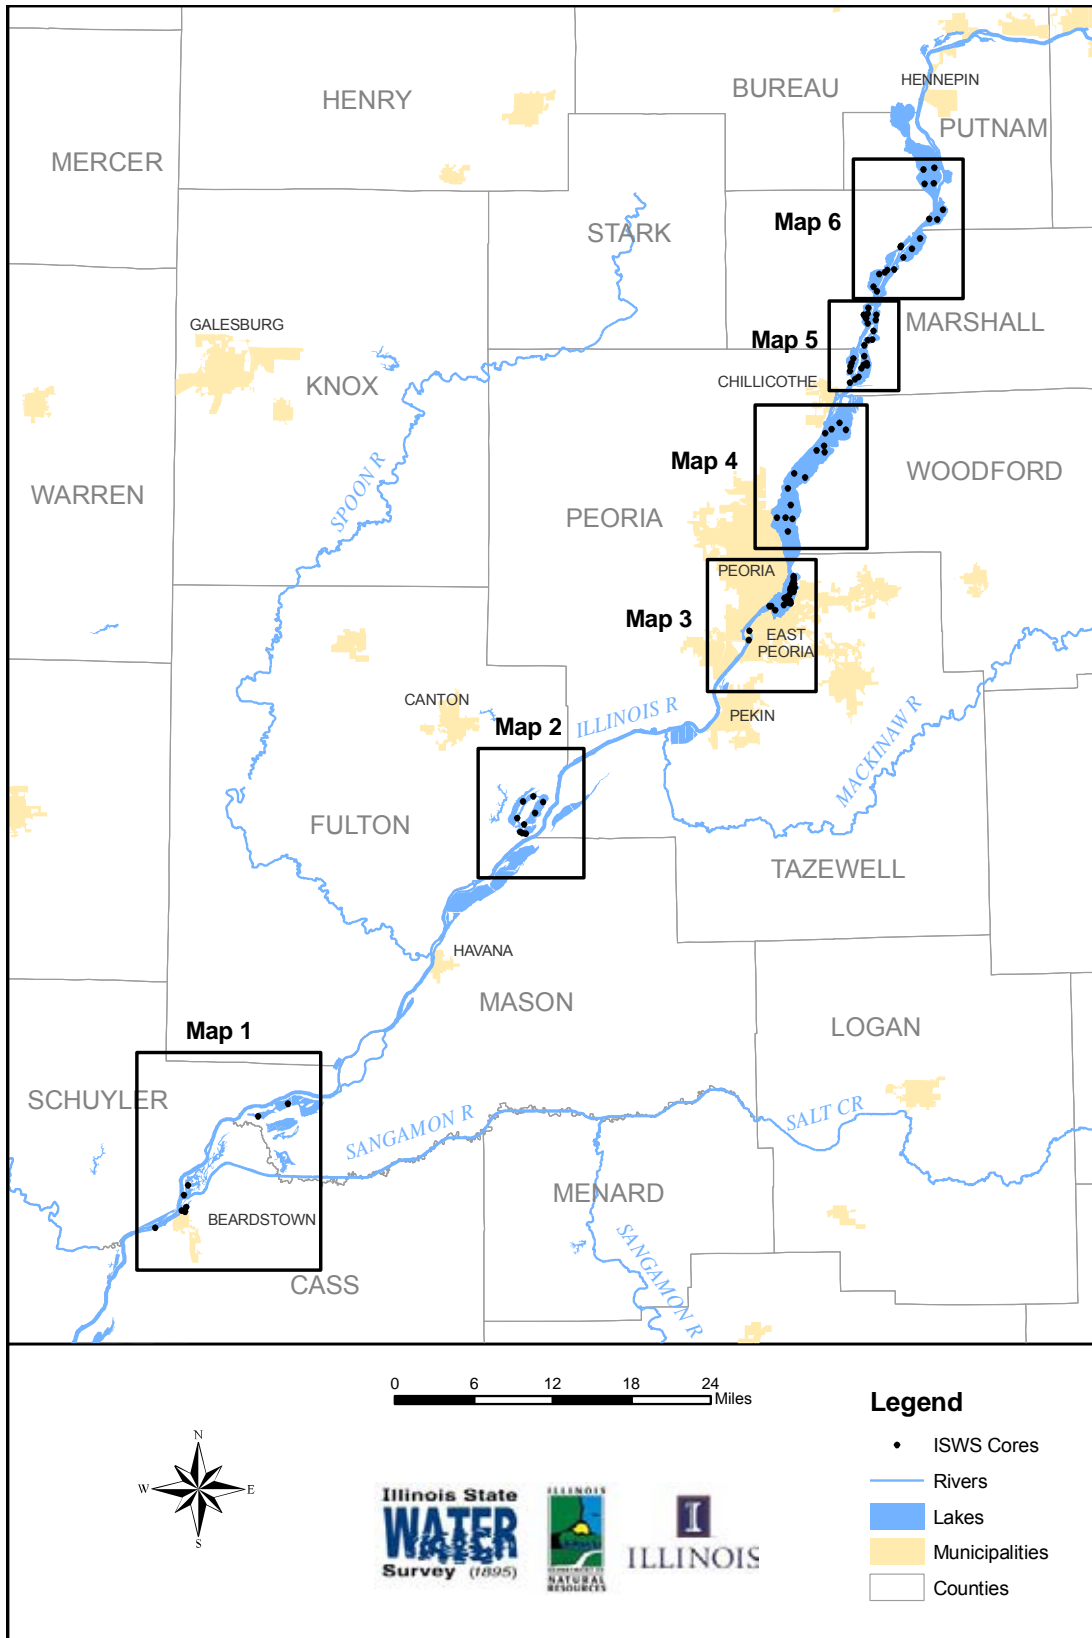 HENNEPIN
BUREAU
HENRY
PUTNAM
MERCER
Map 6
STARK
MARSHALL
GALESBURG
Map 5
KNOX
CHILLICOTHE
Map 4
WOODFORD
WARREN
SPOON R
PEORIA
PEORIA
Map 3
EAST
PEORIA
CANTON
ILLINOIS R
PEKIN
Map 2
MACKINAW R
FULTON
TAZEWELL
HAVANA
MASON
Map 1
LOGAN
SCHUYLER
SANGAMON R
SALT CR
MENARD
BEARDSTOWN
SANGAMON R
CASS
0 6 12 18 24
Miles
Legend
ISWS Cores
Rivers
Lakes
Municipalities
Counties
N
W E
S
Illinois State
WATER
Survey (1895)
ILLINOIS
NATURAL
RESOURCES
I
ILLINOIS